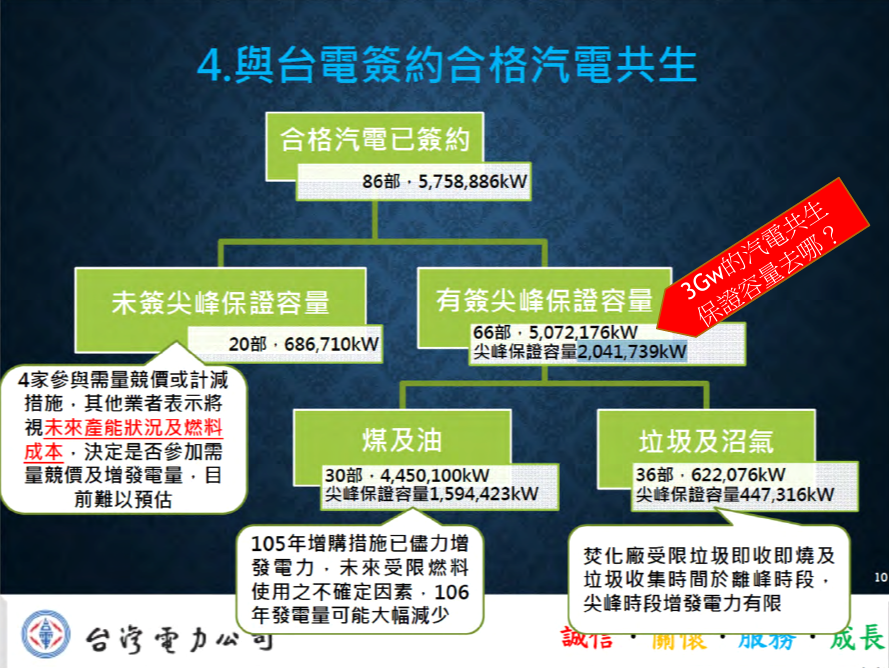 4.與台電簽約合格汽電共生
合格汽電已簽約
86部，5,758,886kW
3Gw的汽電共生
保證容量去哪？
未簽尖峰保證容量
20部，686,710kW
有簽尖峰保證容量
66部，5,072,176kW
尖峰保證容量2,041,739kW
4家參與需量競價或計減
措施，其他業者表示將
視未來產能狀況及燃料
成本，決定是否參加需
量競價及增發電量，目
前難以預估
煤及油
30部，4,450,100kW
尖峰保證容量1,594,423kW
垃圾及沼氣
36部，622,076kW
尖峰保證容量447,316kW
105年增購措施已儘力增
發電力，未來受限燃料
使用之不確定因素，106
年發電量可能大幅減少
焚化廠受限垃圾即收即燒及
垃圾收集時間於離峰時段，
尖峰時段增發電力有限
10
台灣電力公司
誠信・關懷・服務・成長